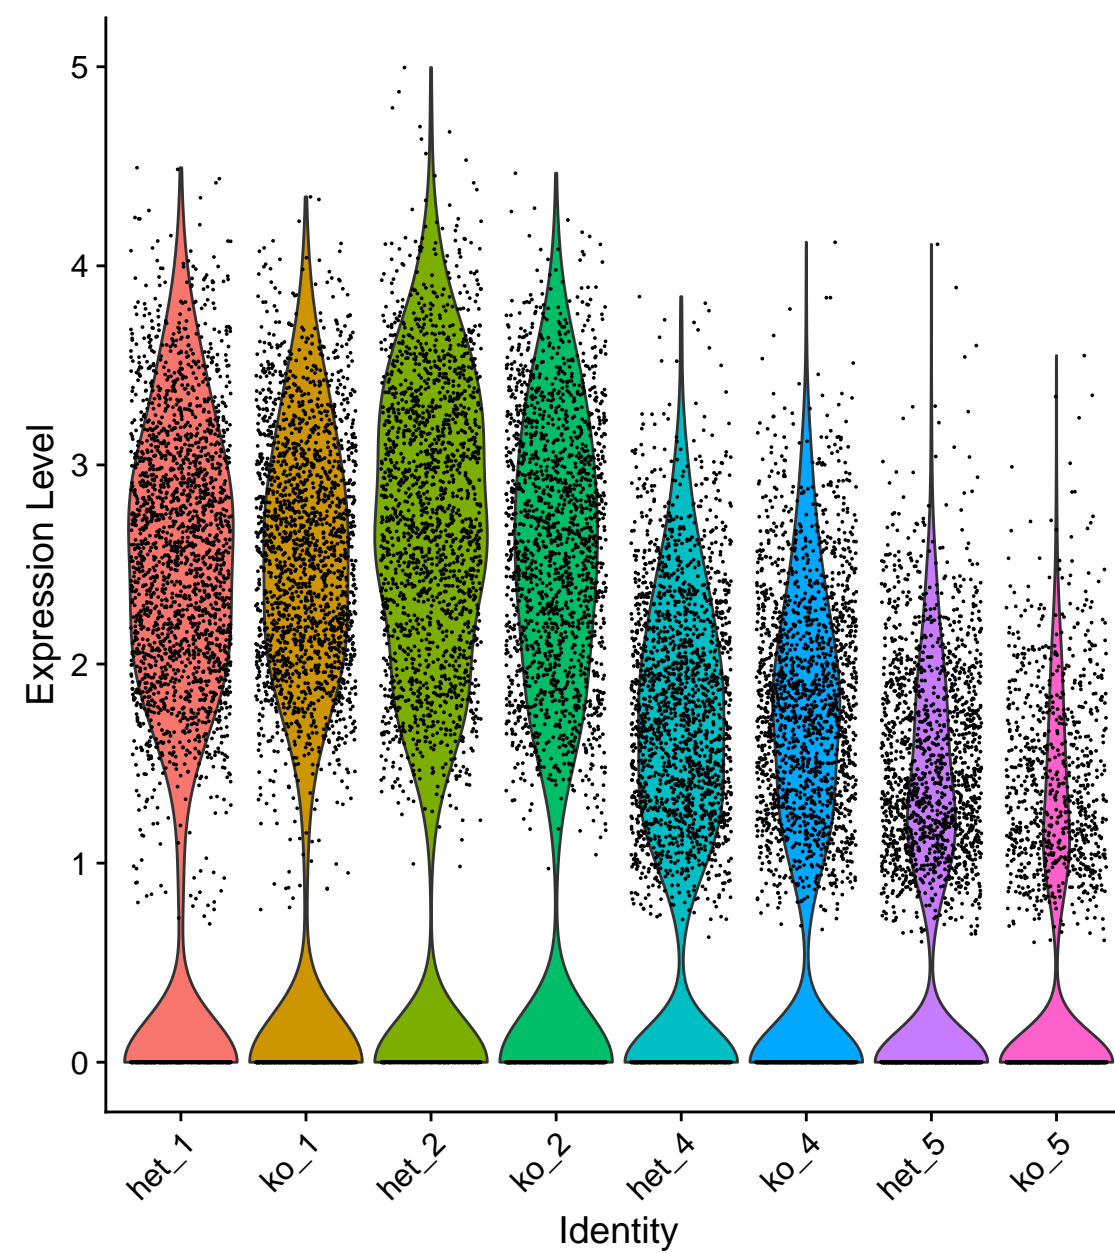 Expression Level
5
4
3
2
1
0
het_1
ko_1
het_2
ko_2
het_4
ko_4
het_5
ko_5
Identity